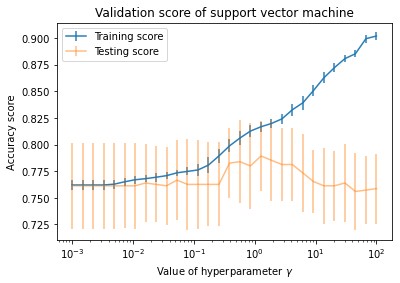 Validation score of support vector machine
Training score
Testing score
Accuracy score
0.900
0.875
0.850
0.825
0.800
0.775
0.750
0.725
10⁻³ 10⁻² 10⁻¹ 10⁰ 10¹ 10²
Value of hyperparameter γ